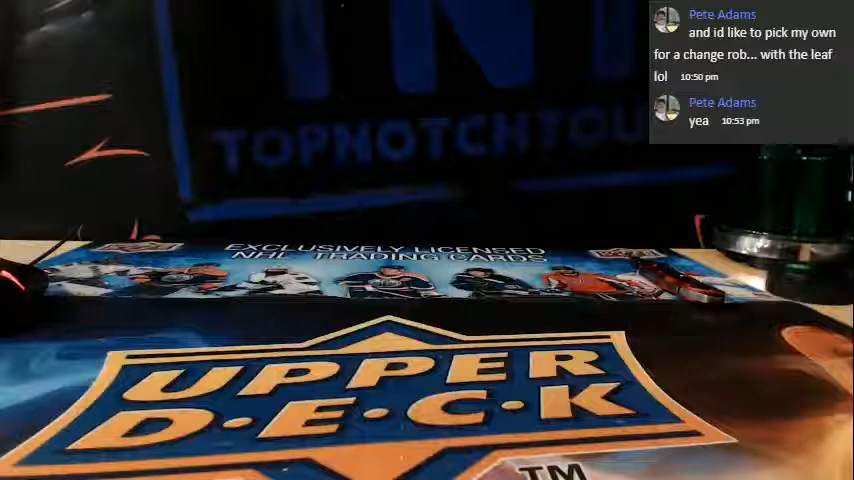 Pete Adams
and id like to pick my own
for a change rob... with the leaf
lol 10:50 pm
Pete Adams
yea 10:53 pm
TOPNOTCHTOU
EXCLUSIVELY LICENSED
NHL TRADING CARDS
UPPER
D·E·C·K
TM